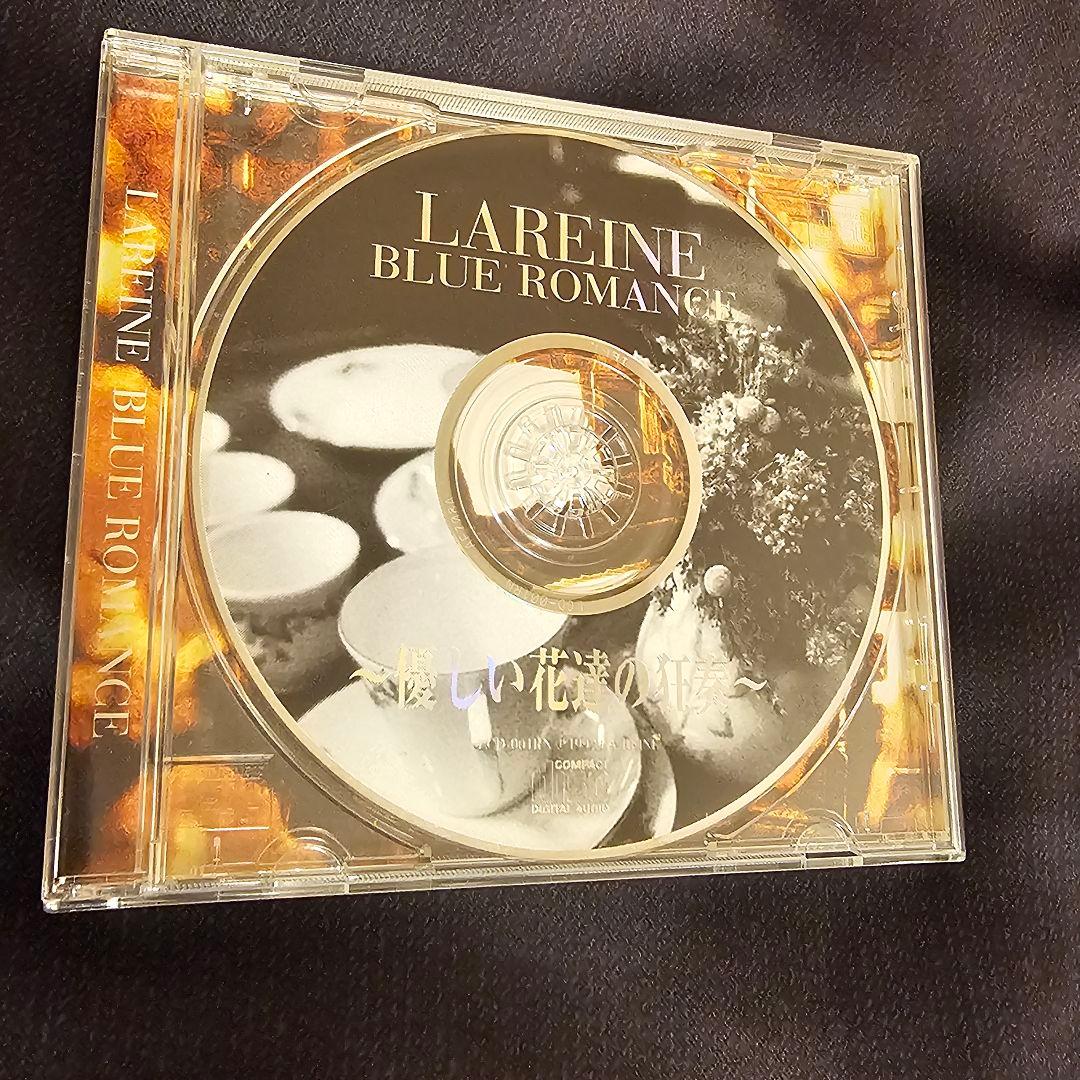 LAREINE BLUE ROMANCE
LAREINE
BLUE ROMANCE
～優しい花達の狂奏～
COMPACT
DIGITAL AUDIO